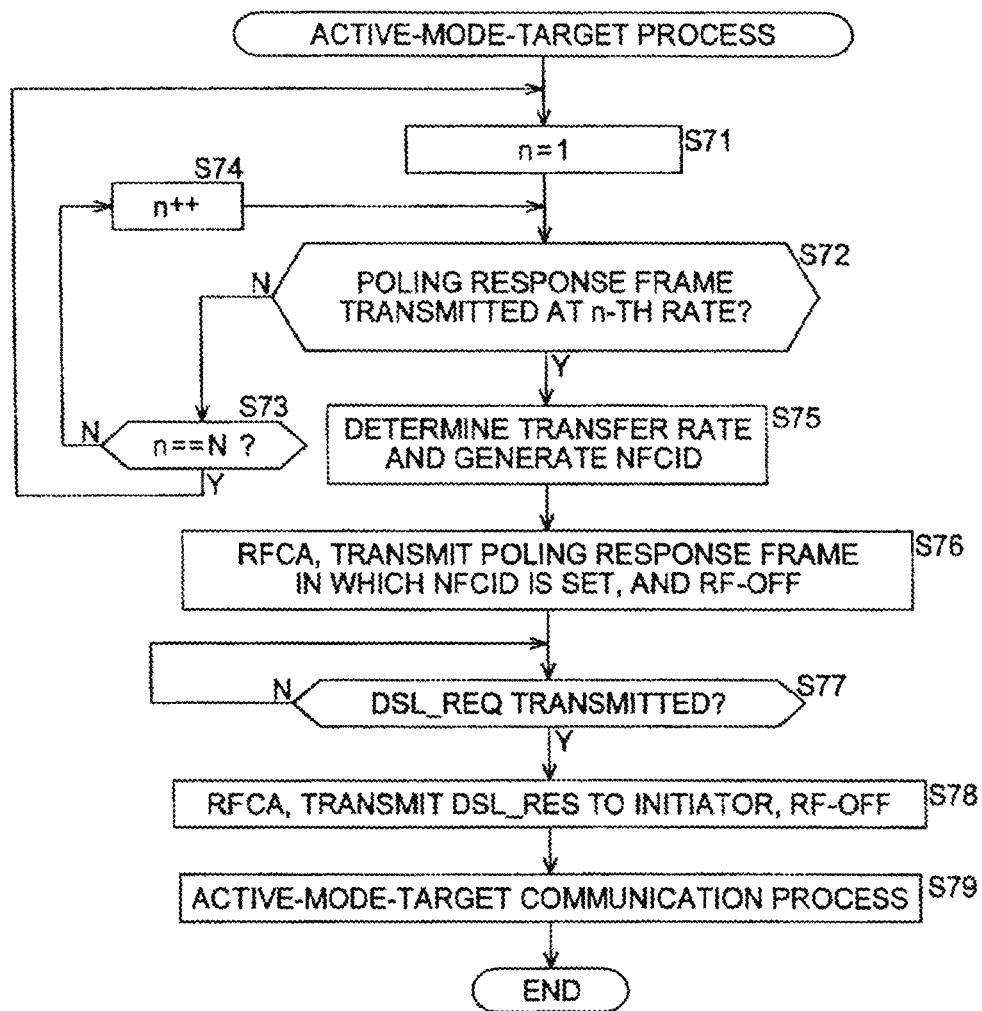 ACTIVE-MODE-TARGET PROCESS
n=1
S71
S74
n++
S72
POLING RESPONSE FRAME
TRANSMITTED AT n-TH RATE?
N
Y
S73
n==N ?
N
Y
S75
DETERMINE TRANSFER RATE
AND GENERATE NFCID
S76
RFCA, TRANSMIT POLING RESPONSE FRAME
IN WHICH NFCID IS SET, AND RF-OFF
S77
DSL_REQ TRANSMITTED?
N
Y
S78
RFCA, TRANSMIT DSL_RES TO INITIATOR, RF-OFF
S79
ACTIVE-MODE-TARGET COMMUNICATION PROCESS
END